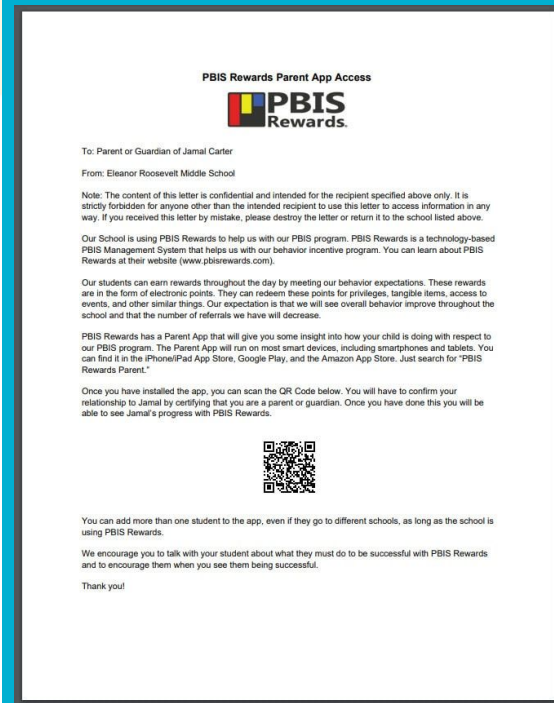 PBIS Rewards Parent App Access
PBIS
Rewards.
To: Parent or Guardian of Jamal Carter
From: Eleanor Roosevelt Middle School
Note: The content of this letter is confidential and intended for the recipient specified above only. It is
strictly forbidden for anyone other than the intended recipient to use this letter to access information in any
way. If you received this letter by mistake, please destroy the letter or return it to the school listed above.
Our School is using PBIS Rewards to help us with our PBIS program. PBIS Rewards is a technology-based
PBIS Management System that helps us with our behavior incentive program. You can learn about PBIS
Rewards at their website (www.pbisrewards.com).
Our students can earn rewards throughout the day by meeting our behavior expectations. These rewards
are in the form of electronic points. They can redeem these points for privileges, tangible items, access to
events, and other similar things. Our expectation is that we will see overall behavior improve throughout the
school and that the number of referrals we have will decrease.
PBIS Rewards has a Parent App that will give you some insight into how your child is doing with respect to
our PBIS program. The Parent App will run on most smart devices, including smartphones and tablets. You
can find it in the iPhone/iPad App Store, Google Play, and the Amazon App Store. Just search for “PBIS
Rewards Parent.”
Once you have installed the app, you can scan the QR Code below. You will have to confirm your
relationship to Jamal by certifying that you are a parent or guardian. Once you have done this you will be
able to see Jamal's progress with PBIS Rewards.
You can add more than one student to the app, even if they go to different schools, as long as the school is
using PBIS Rewards.
We encourage you to talk with your student about what they must do to be successful with PBIS Rewards
and to encourage them when you see them being successful.
Thank you!